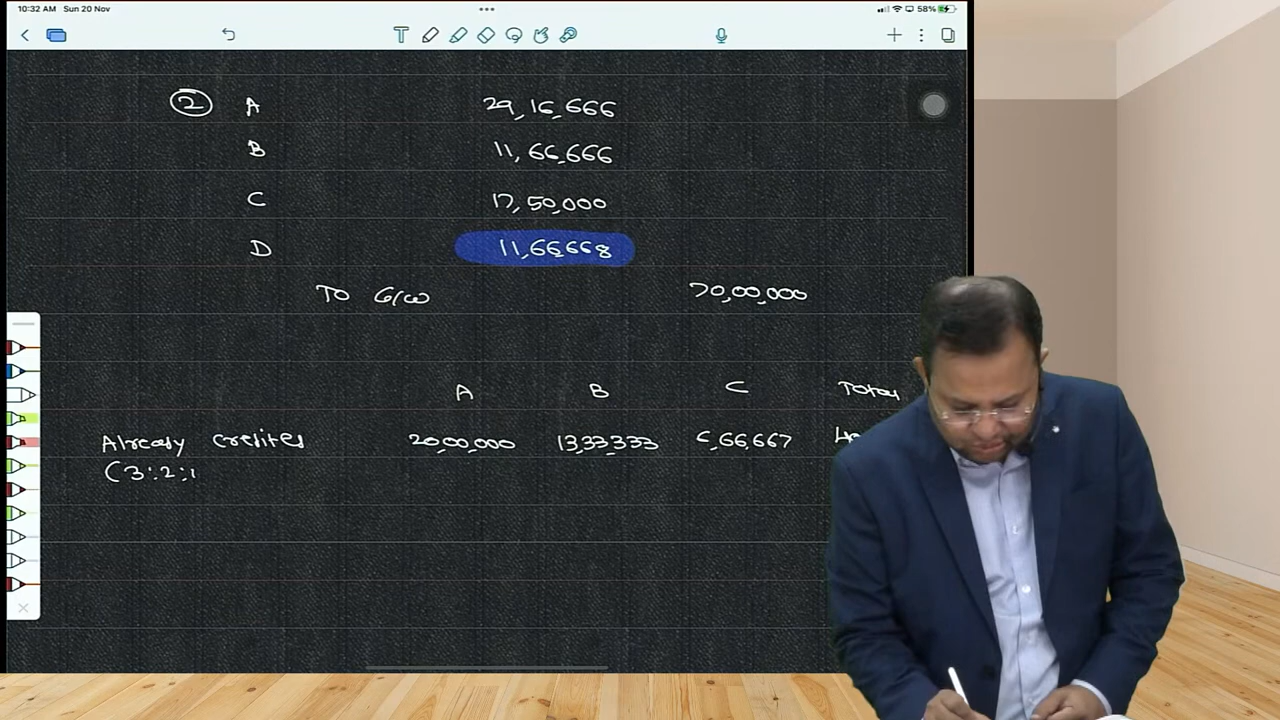 10:32 AM Sun 20 Nov
58%
T
2 A 29,16,666
B 11,66,666
C 17,50,000
D 11,66,668
To G/W 70,00,000
A B C Total
Already credited 20,00,000 13,33,333 6,66,667
(3:2:1